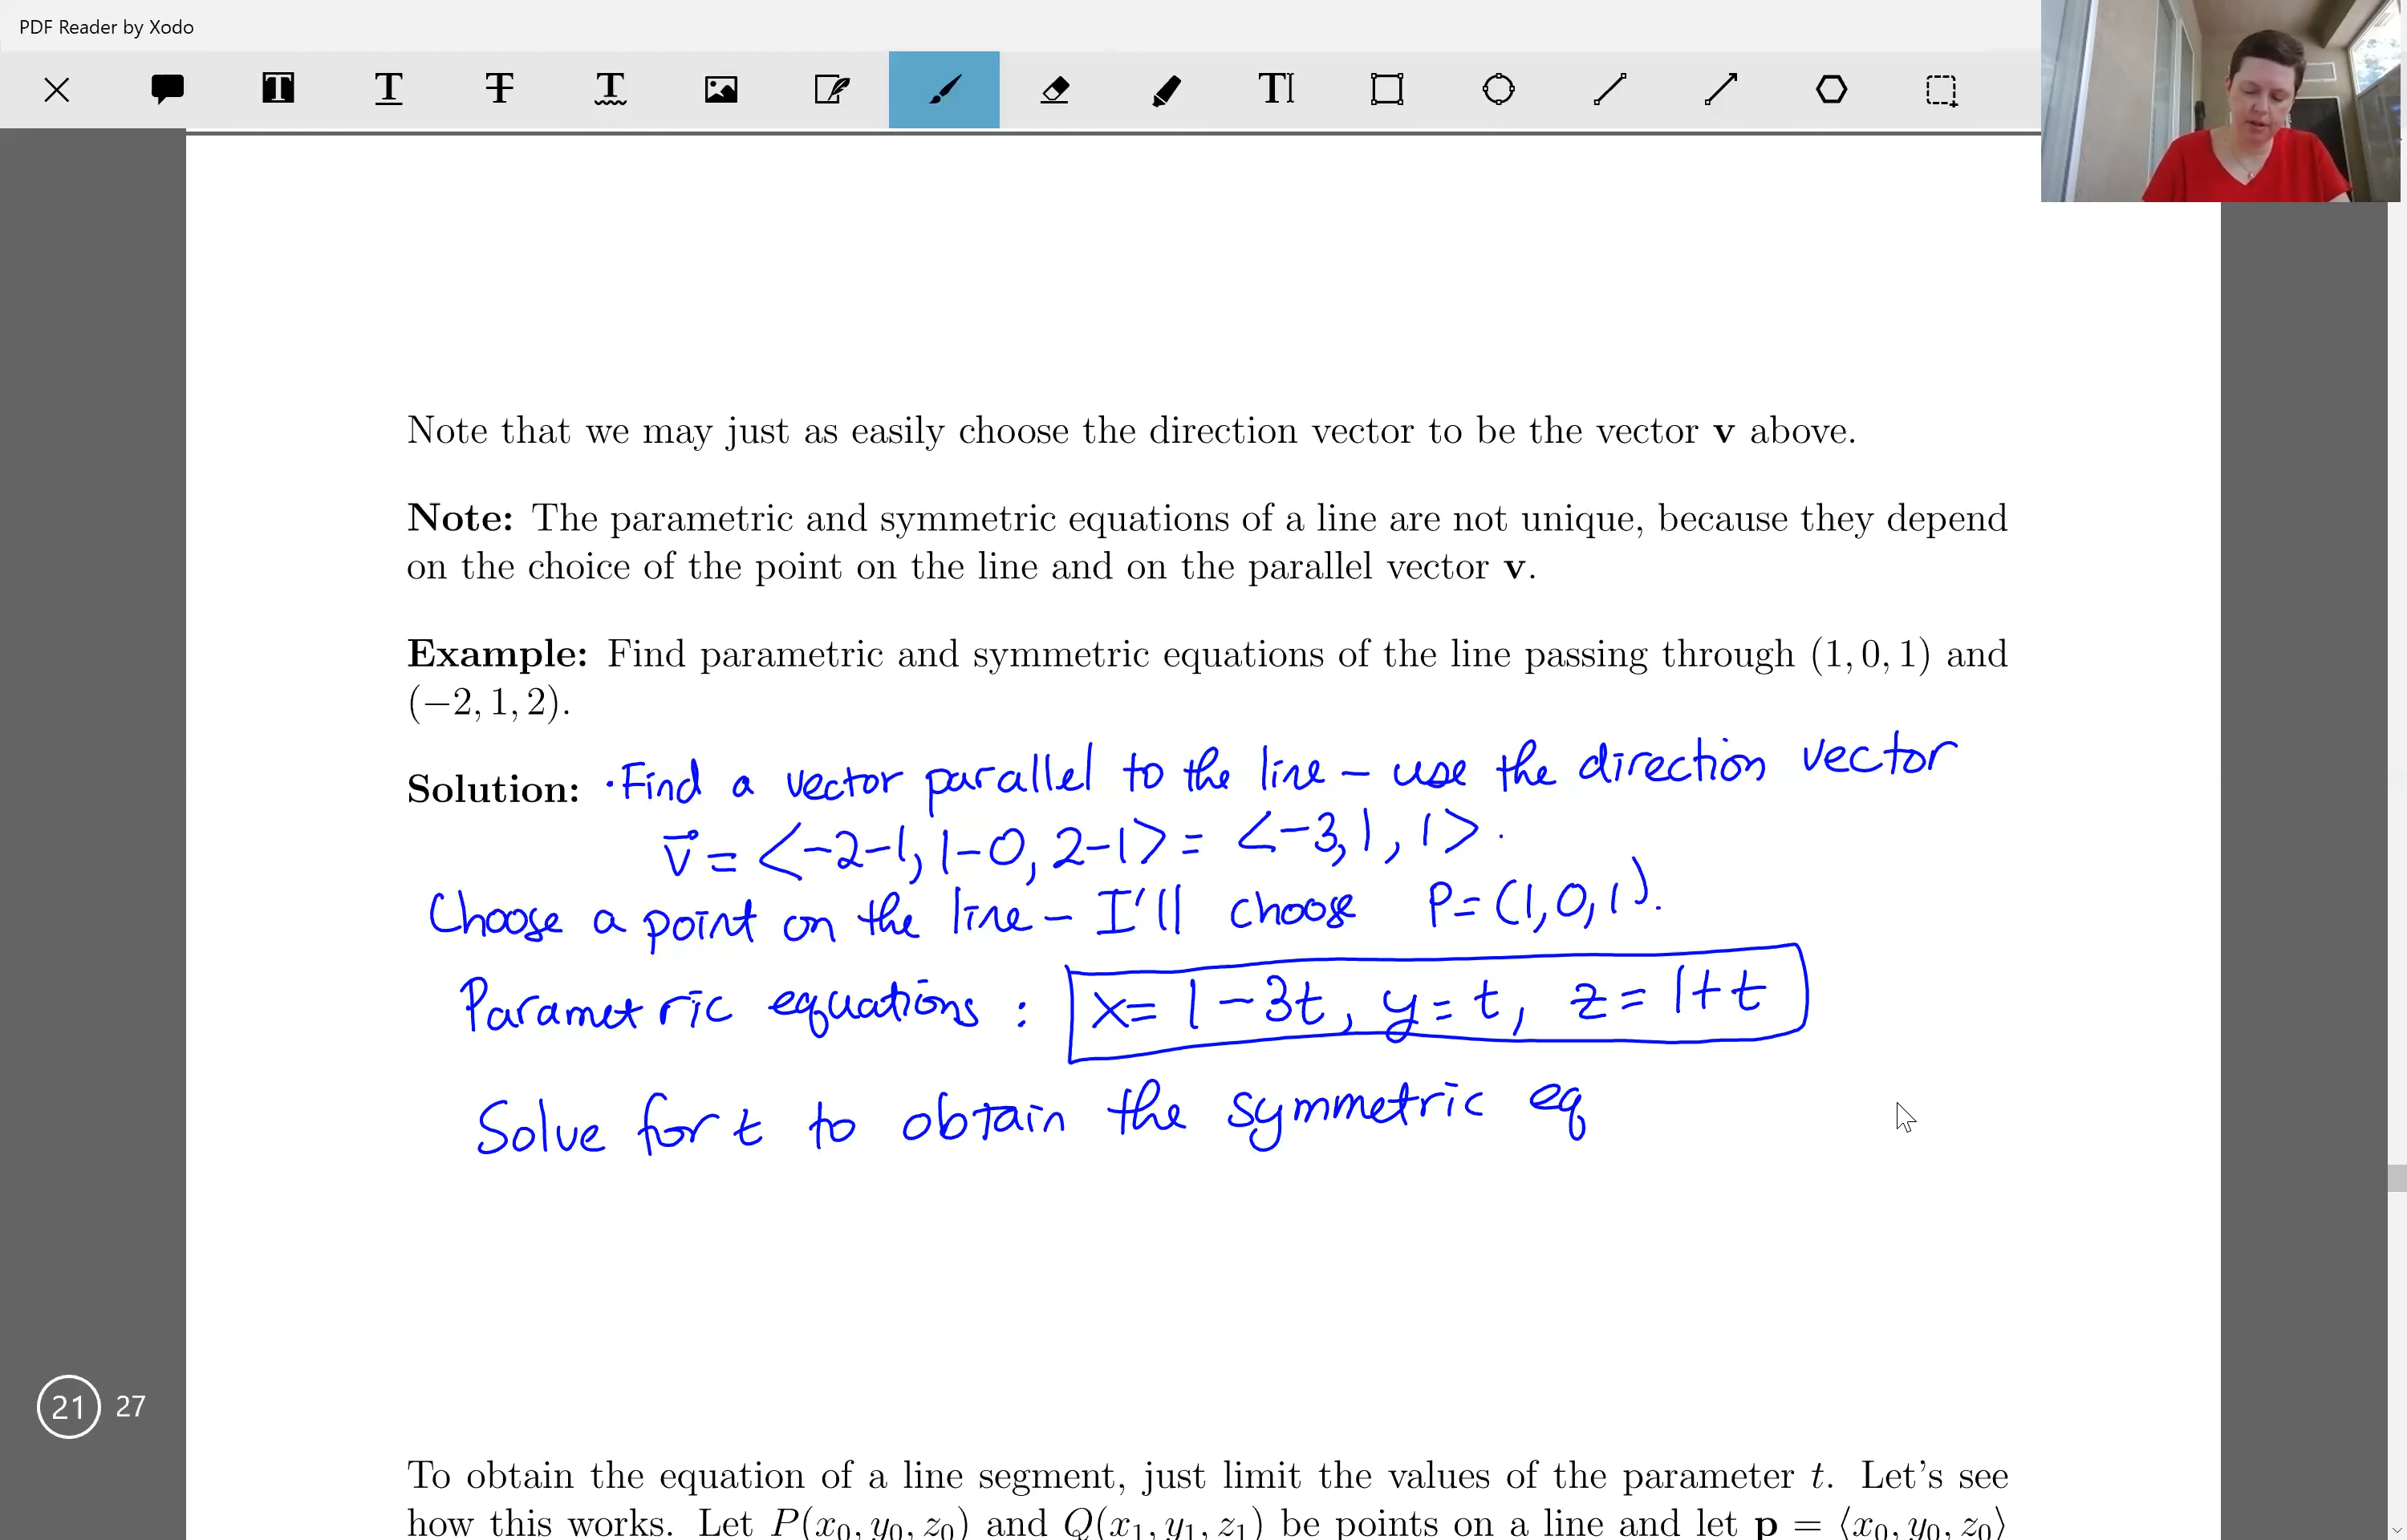 PDF Reader by Xodo
Note that we may just as easily choose the direction vector to be the vector v above.
Note: The parametric and symmetric equations of a line are not unique, because they depend
on the choice of the point on the line and on the parallel vector v.
Example: Find parametric and symmetric equations of the line passing through (1, 0, 1) and
(−2, 1, 2).
Solution: · Find a vector parallel to the line – use the direction vector
v⃗ = <−2−1, 1−0, 2−1> = <−3, 1, 1>.
Choose a point on the line – I'll choose P=(1,0,1).
Parametric equations : x= 1−3t, y=t, z=1+t
Solve for t to obtain the symmetric eq
21 27
To obtain the equation of a line segment, just limit the values of the parameter t. Let's see
how this works. Let P(x₀, y₀, z₀) and Q(x₁, y₁, z₁) be points on a line and let p = ⟨x₀, y₀, z₀⟩